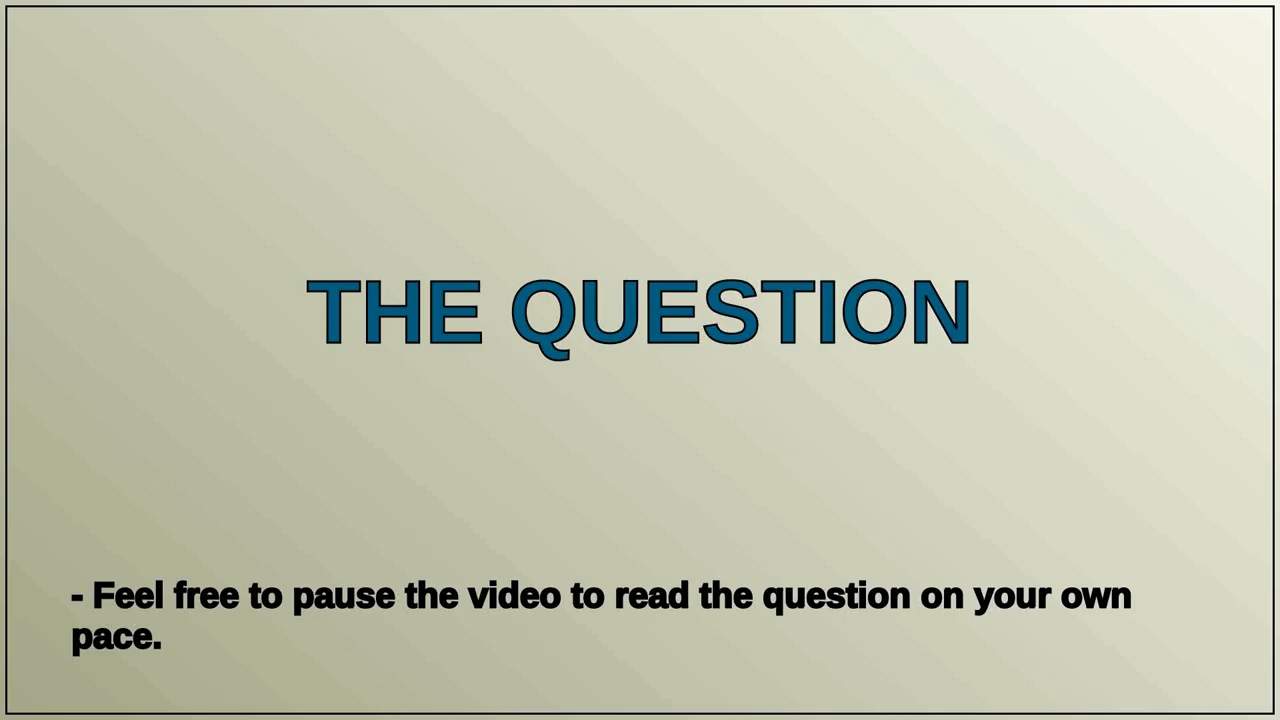 THE QUESTION
- Feel free to pause the video to read the question on your own
pace.